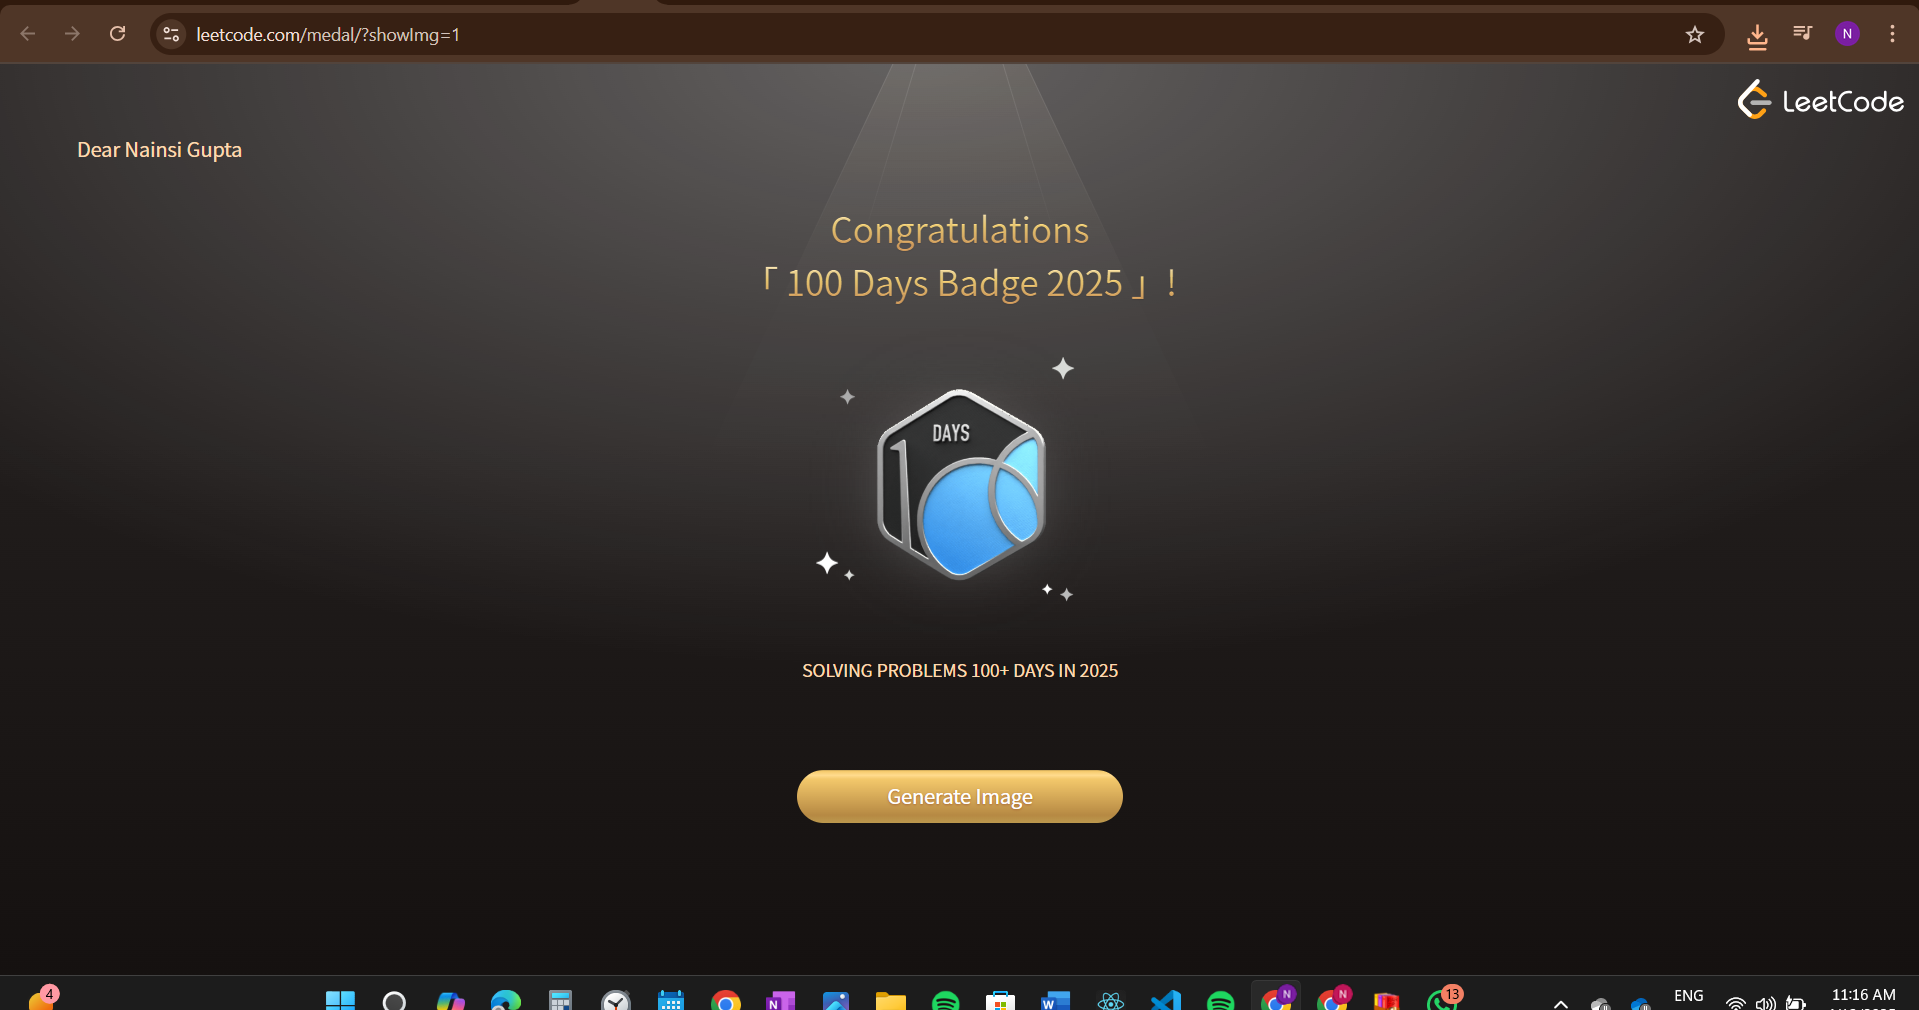 leetcode.com/medal/?showImg=1
N
LeetCode
Dear Nainsi Gupta
Congratulations
「 100 Days Badge 2025 」 !
DAYS
100
SOLVING PROBLEMS 100+ DAYS IN 2025
Generate Image
4
N
W
N
N
13
ENG
11:16 AM